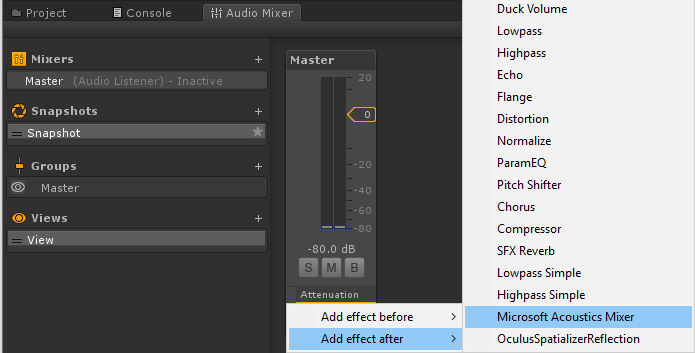 Project Console Audio Mixer
Mixers +
Master (Audio Listener) - Inactive
Snapshots +
Snapshot
Groups +
Master
Views +
View
Master
20
0
-20
-40
-60
-80
-80.0 dB
S M B
Attenuation
Add effect before >
Add effect after >
Duck Volume
Lowpass
Highpass
Echo
Flange
Distortion
Normalize
ParamEQ
Pitch Shifter
Chorus
Compressor
SFX Reverb
Lowpass Simple
Highpass Simple
Microsoft Acoustics Mixer
OculusSpatializerReflection